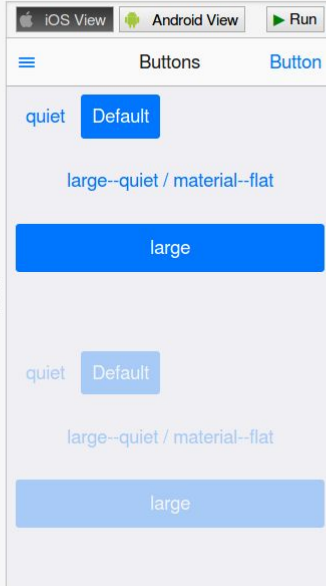 iOS View Android View Run
Buttons Button
quiet Default
large--quiet / material--flat
large
quiet Default
large--quiet / material--flat
large